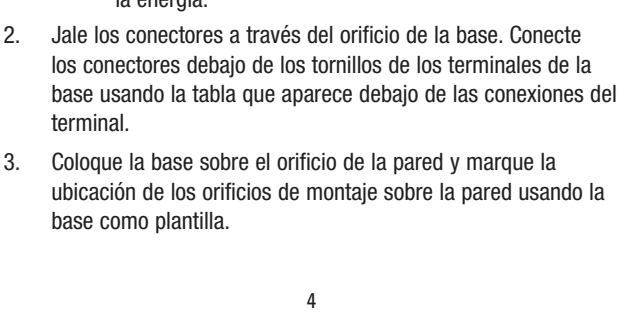 la energía.
2. Jale los conectores a través del orificio de la base. Conecte
los conectores debajo de los tornillos de los terminales de la
base usando la tabla que aparece debajo de las conexiones del
terminal.
3. Coloque la base sobre el orificio de la pared y marque la
ubicación de los orificios de montaje sobre la pared usando la
base como plantilla.
4